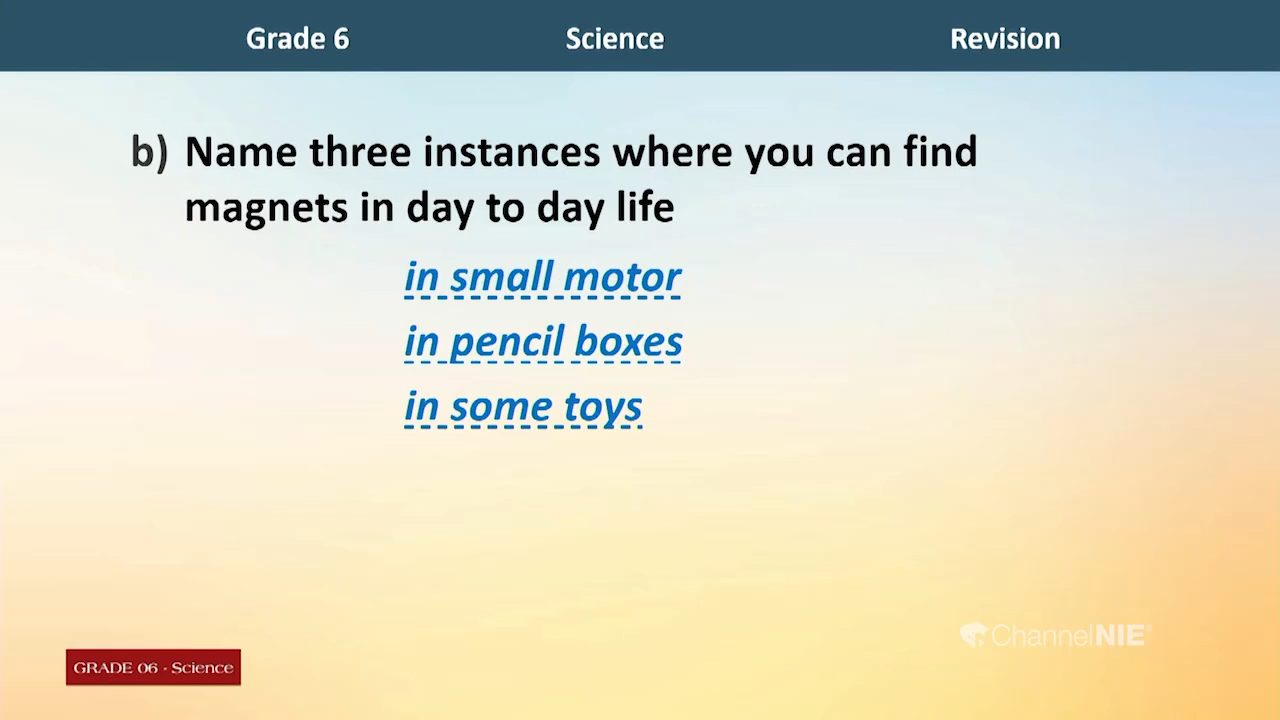 Grade 6 Science Revision
b) Name three instances where you can find
magnets in day to day life
in small motor
in pencil boxes
in some toys
ChannelNIE
GRADE 06 - Science